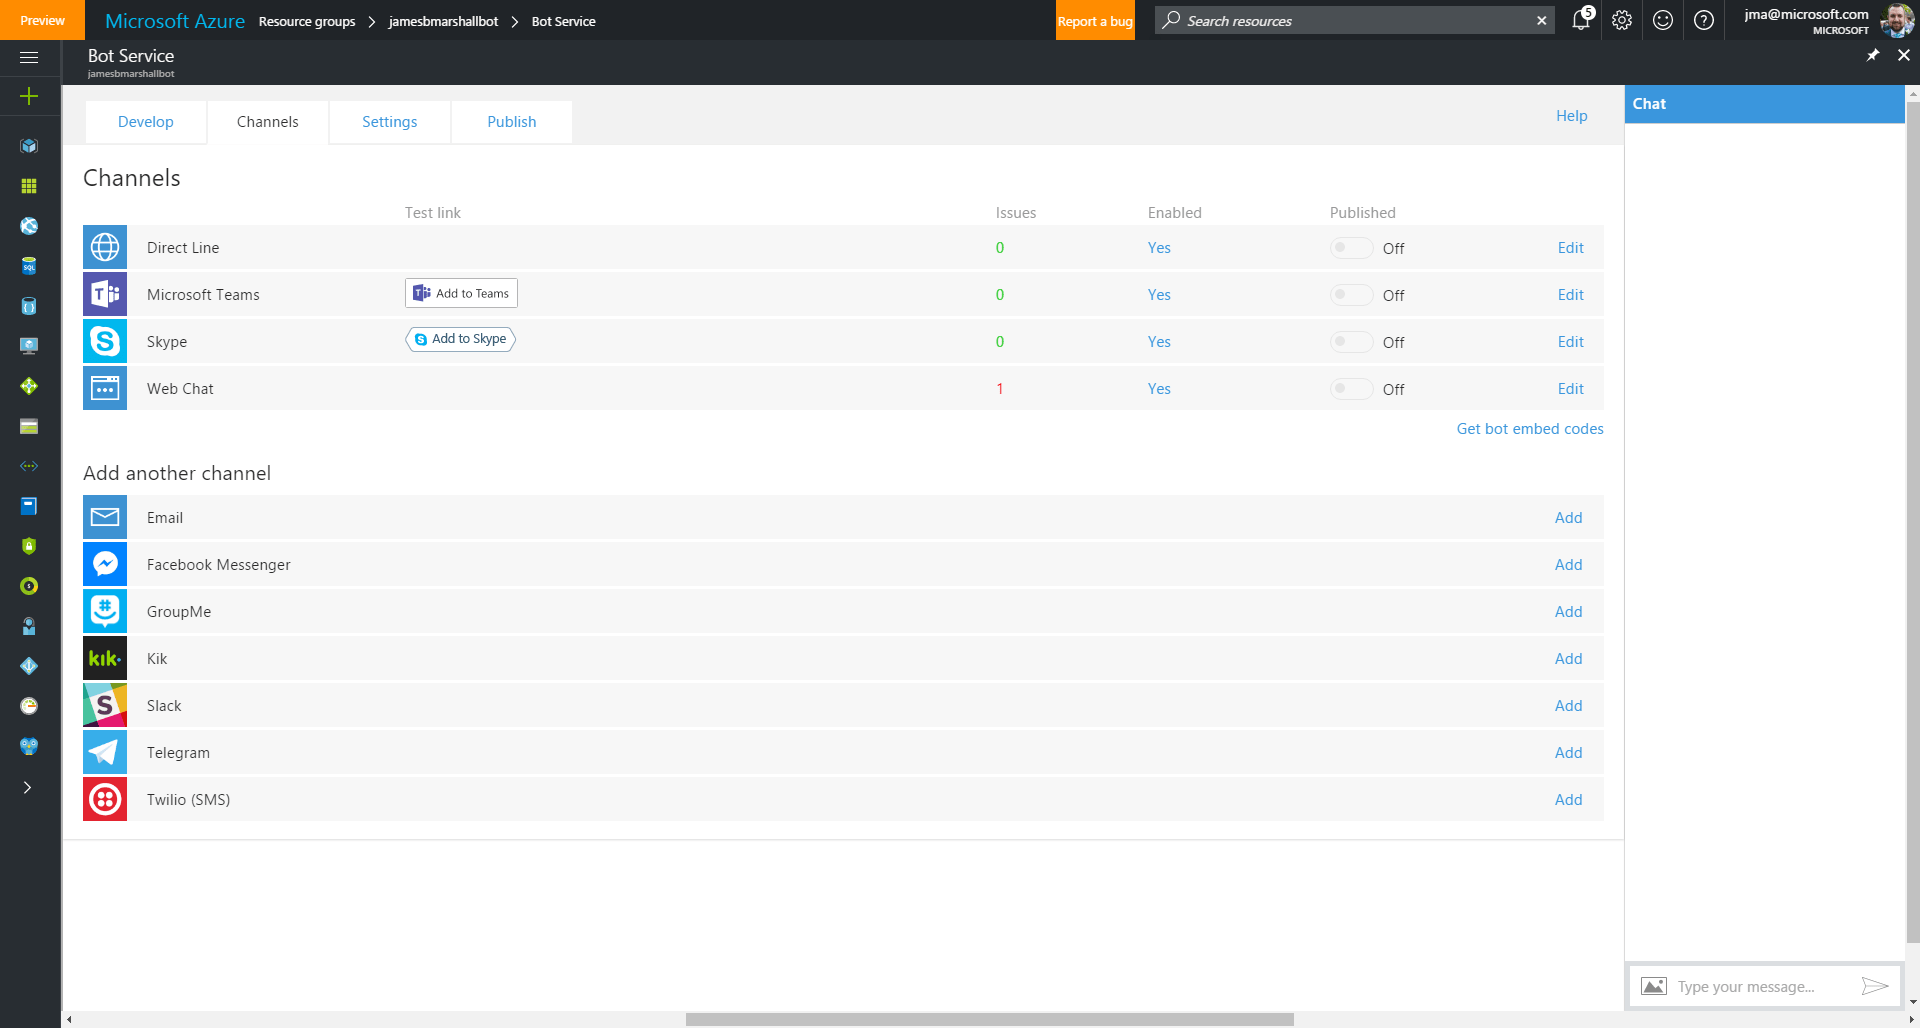 Preview
Microsoft Azure Resource groups > jamesbmarshallbot > Bot Service
Report a bug
Search resources
5
jma@microsoft.com
MICROSOFT
Bot Service
jamesbmarshallbot
Develop
Channels
Settings
Publish
Help
Chat
Channels
Test link Issues Enabled Published
Direct Line 0 Yes Off Edit
Microsoft Teams Add to Teams 0 Yes Off Edit
Skype Add to Skype 0 Yes Off Edit
Web Chat 1 Yes Off Edit
Get bot embed codes
Add another channel
Email Add
Facebook Messenger Add
GroupMe Add
kik. Kik Add
Slack Add
Telegram Add
Twilio (SMS) Add
Type your message...